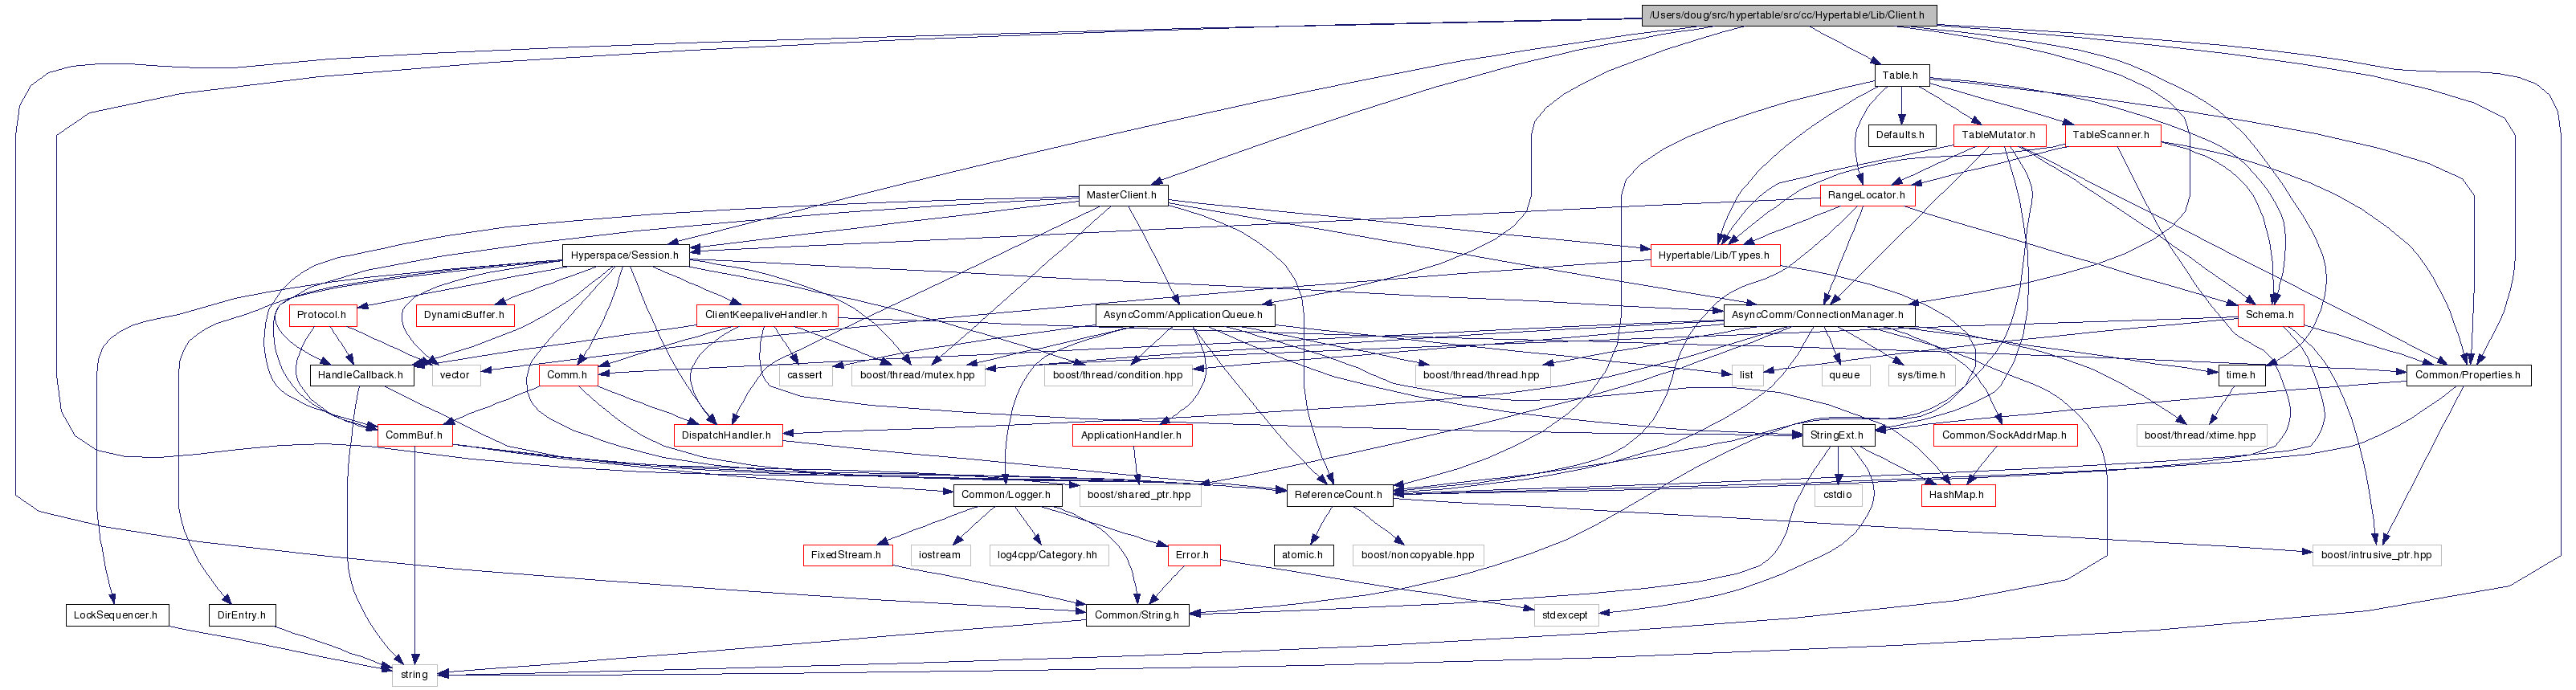 /Users/doug/src/hypertable/src/cc/Hypertable/Lib/Client.h
Table.h
Defaults.h
TableMutator.h
TableScanner.h
MasterClient.h
RangeLocator.h
Hyperspace/Session.h
Hypertable/Lib/Types.h
Protocol.h
DynamicBuffer.h
ClientKeepaliveHandler.h
AsyncComm/ApplicationQueue.h
AsyncComm/ConnectionManager.h
Schema.h
HandleCallback.h
vector
Comm.h
cassert
boost/thread/mutex.hpp
boost/thread/condition.hpp
boost/thread/thread.hpp
list
queue
sys/time.h
time.h
Common/Properties.h
CommBuf.h
DispatchHandler.h
ApplicationHandler.h
StringExt.h
Common/SockAddrMap.h
boost/thread/xtime.hpp
Common/Logger.h
boost/shared_ptr.hpp
ReferenceCount.h
cstdio
HashMap.h
FixedStream.h
iostream
log4cpp/Category.hh
Error.h
atomic.h
boost/noncopyable.hpp
boost/intrusive_ptr.hpp
LockSequencer.h
DirEntry.h
Common/String.h
stdexcept
string